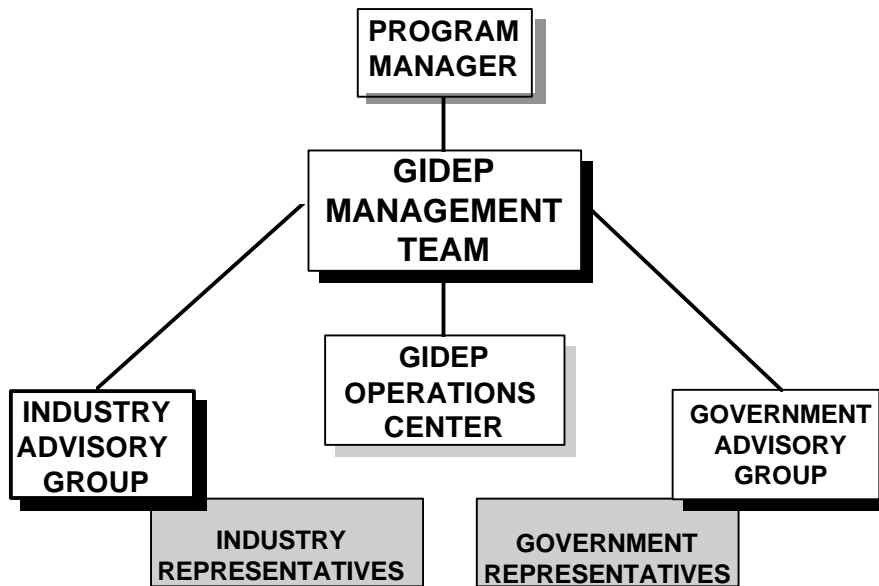 PROGRAM
MANAGER
GIDEP
MANAGEMENT
TEAM
GIDEP
OPERATIONS
CENTER
INDUSTRY
ADVISORY
GROUP
GOVERNMENT
ADVISORY
GROUP
INDUSTRY
REPRESENTATIVES
GOVERNMENT
REPRESENTATIVES